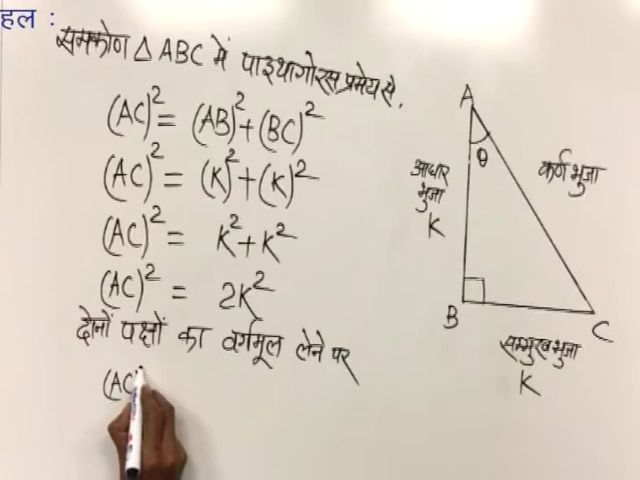 हल :
समकोण △ ABC में पाइथागोरस प्रमेय से,
(AC)² = (AB)² + (BC)²
(AC)² = (K)² + (K)²
(AC)² = K² + K²
(AC)² = 2K²
दोनों पक्षों का वर्गमूल लेने पर
(AC)
A
θ
आधार
भुजा
K
कर्ण भुजा
B
C
सम्मुख भुजा
K